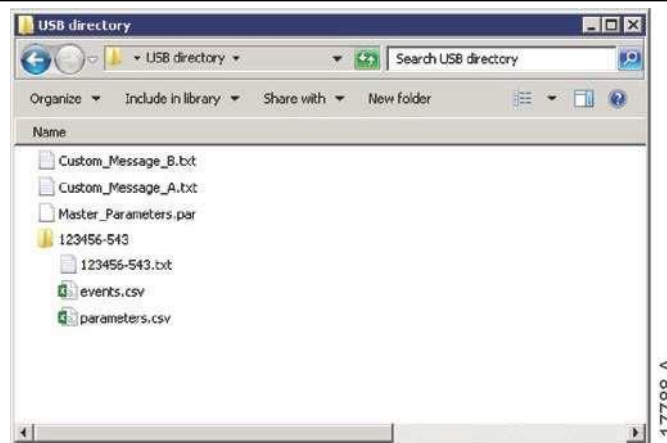 USB directory
USB directory
Search USB directory
Organize Include in library Share with New folder
Name
Custom_Message_B.txt
Custom_Message_A.txt
Master_Parameters.par
123456-543
123456-543.txt
events.csv
parameters.csv
17788_A